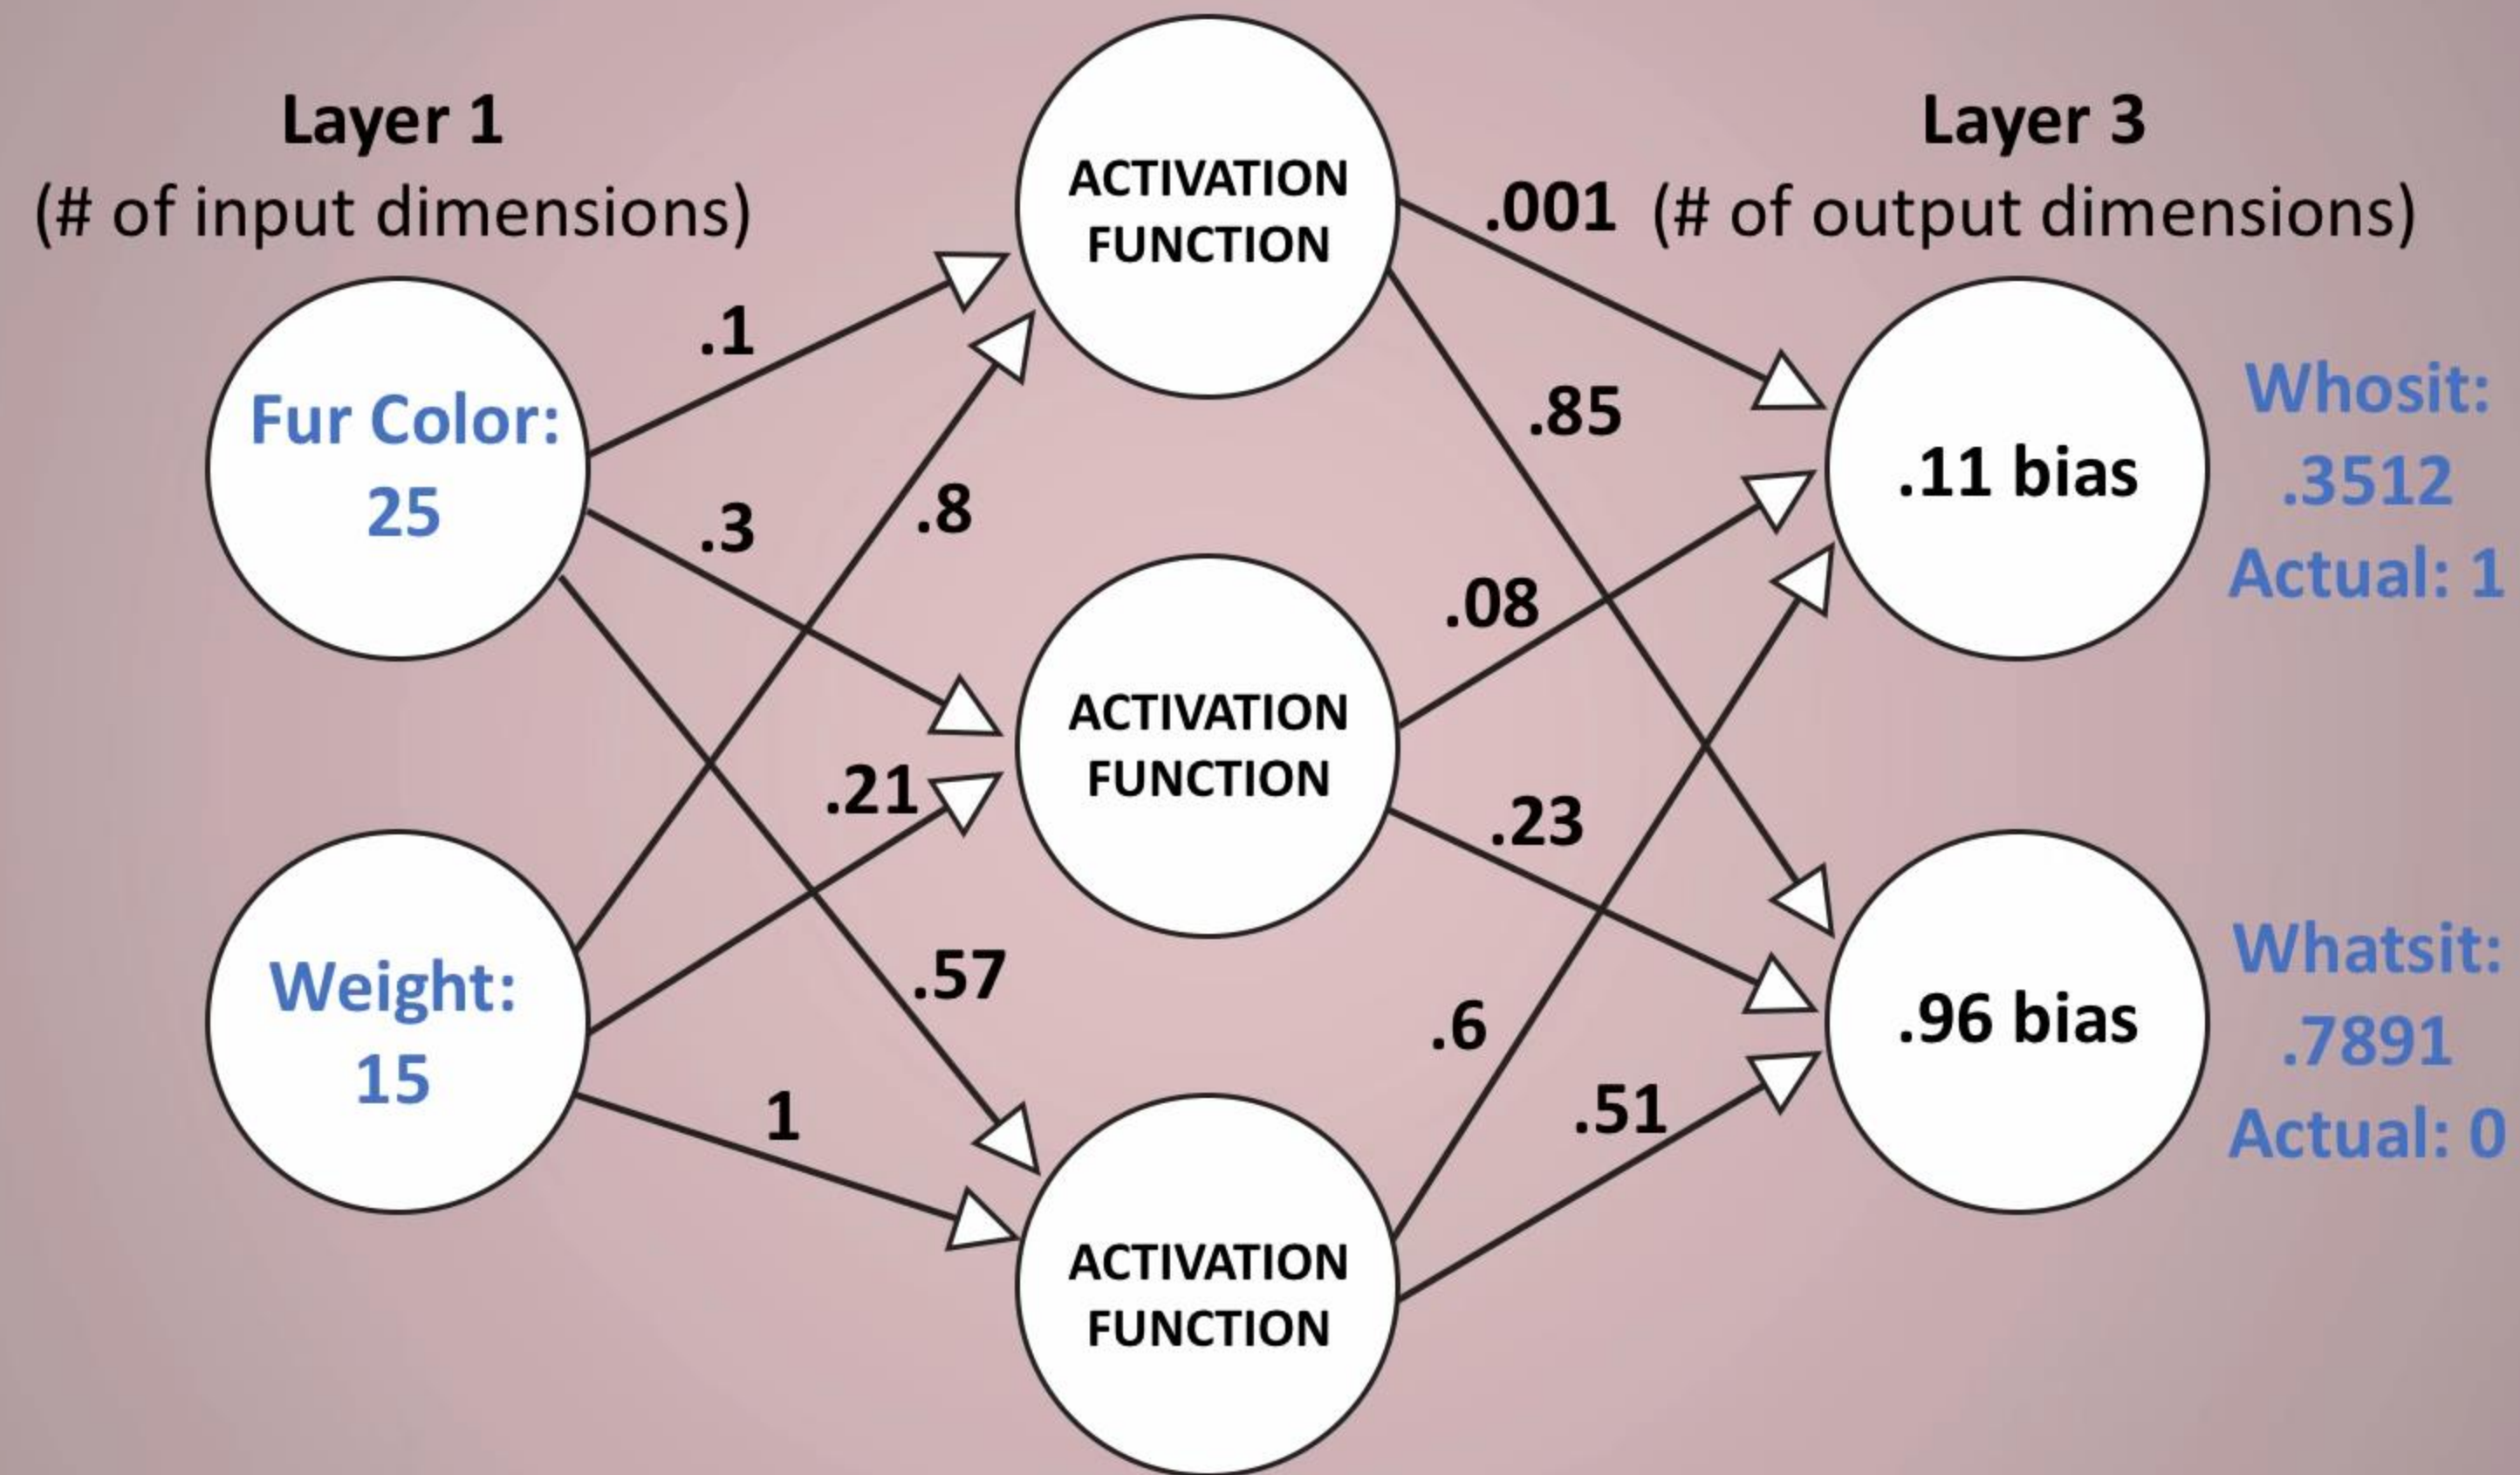 Layer 1
(# of input dimensions)
Fur Color:
25
Weight:
15
.1
.3
.8
.21
.57
1
ACTIVATION
FUNCTION
ACTIVATION
FUNCTION
ACTIVATION
FUNCTION
.001
.85
.08
.23
.6
.51
Layer 3
(# of output dimensions)
.11 bias
.96 bias
Whosit:
.3512
Actual: 1
Whatsit:
.7891
Actual: 0